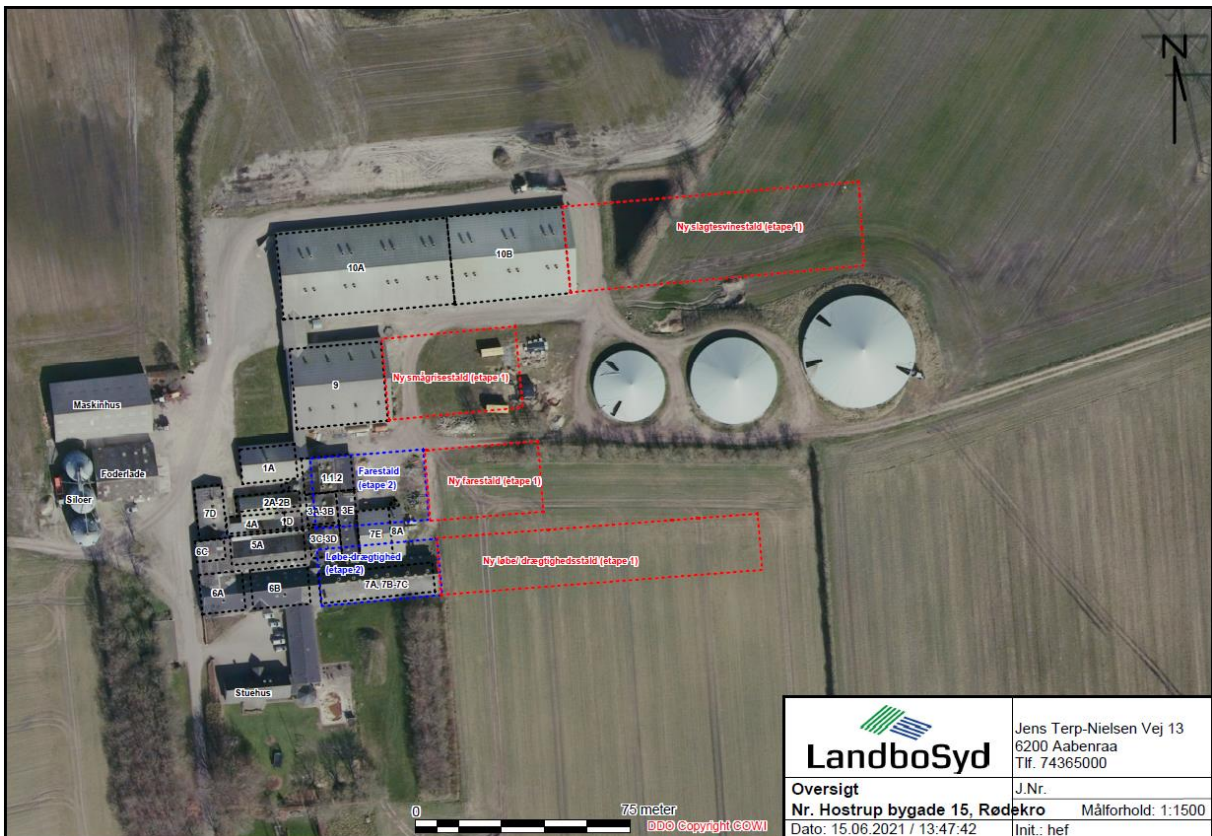 N
Ny slagtesvinestald (etape 1)
10B
10A
Ny smågrisestald (etape 1)
9
Maskinhus
Foderlade
Siloer
1A
1.1.2
Farestald
(etape 2)
Ny farestald (etape 1)
7D
2A-2B
3A-3B
3E
4A
1D
7E
8A
3C-3D
6C
5A
Løbe-drægtighed
(etape 2)
Ny løbe/ drægtighedsstald (etape 1)
6A
6B
7A, 7B-7C
Stuehus
0
75 meter
DDO Copyright COWI
LandboSyd
Jens Terp-Nielsen Vej 13
6200 Aabenraa
Tlf. 74365000
Oversigt
J.Nr.
Nr. Hostrup bygade 15, Rødekro
Målforhold: 1:1500
Dato: 15.06.2021 / 13:47:42
Init.: hef